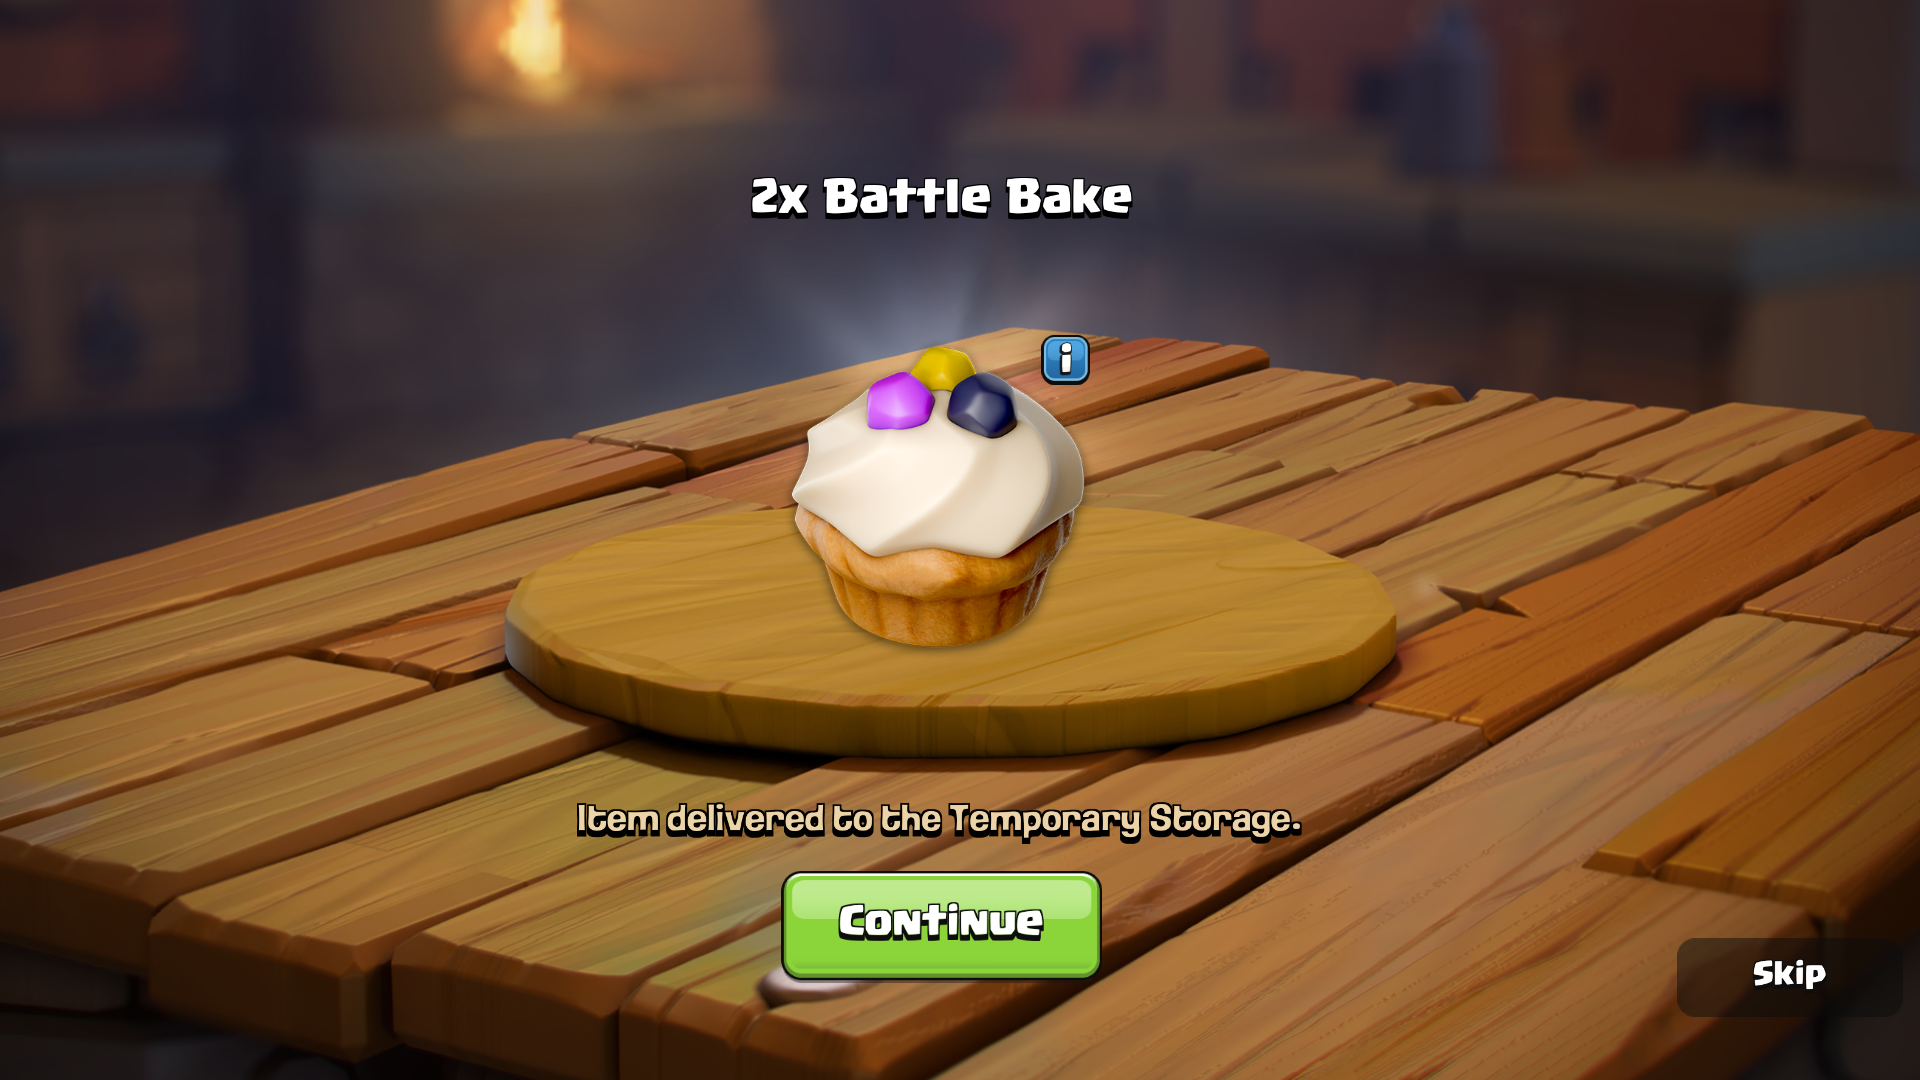 2x Battle Bake
i
Item delivered to the Temporary Storage.
Continue
Skip